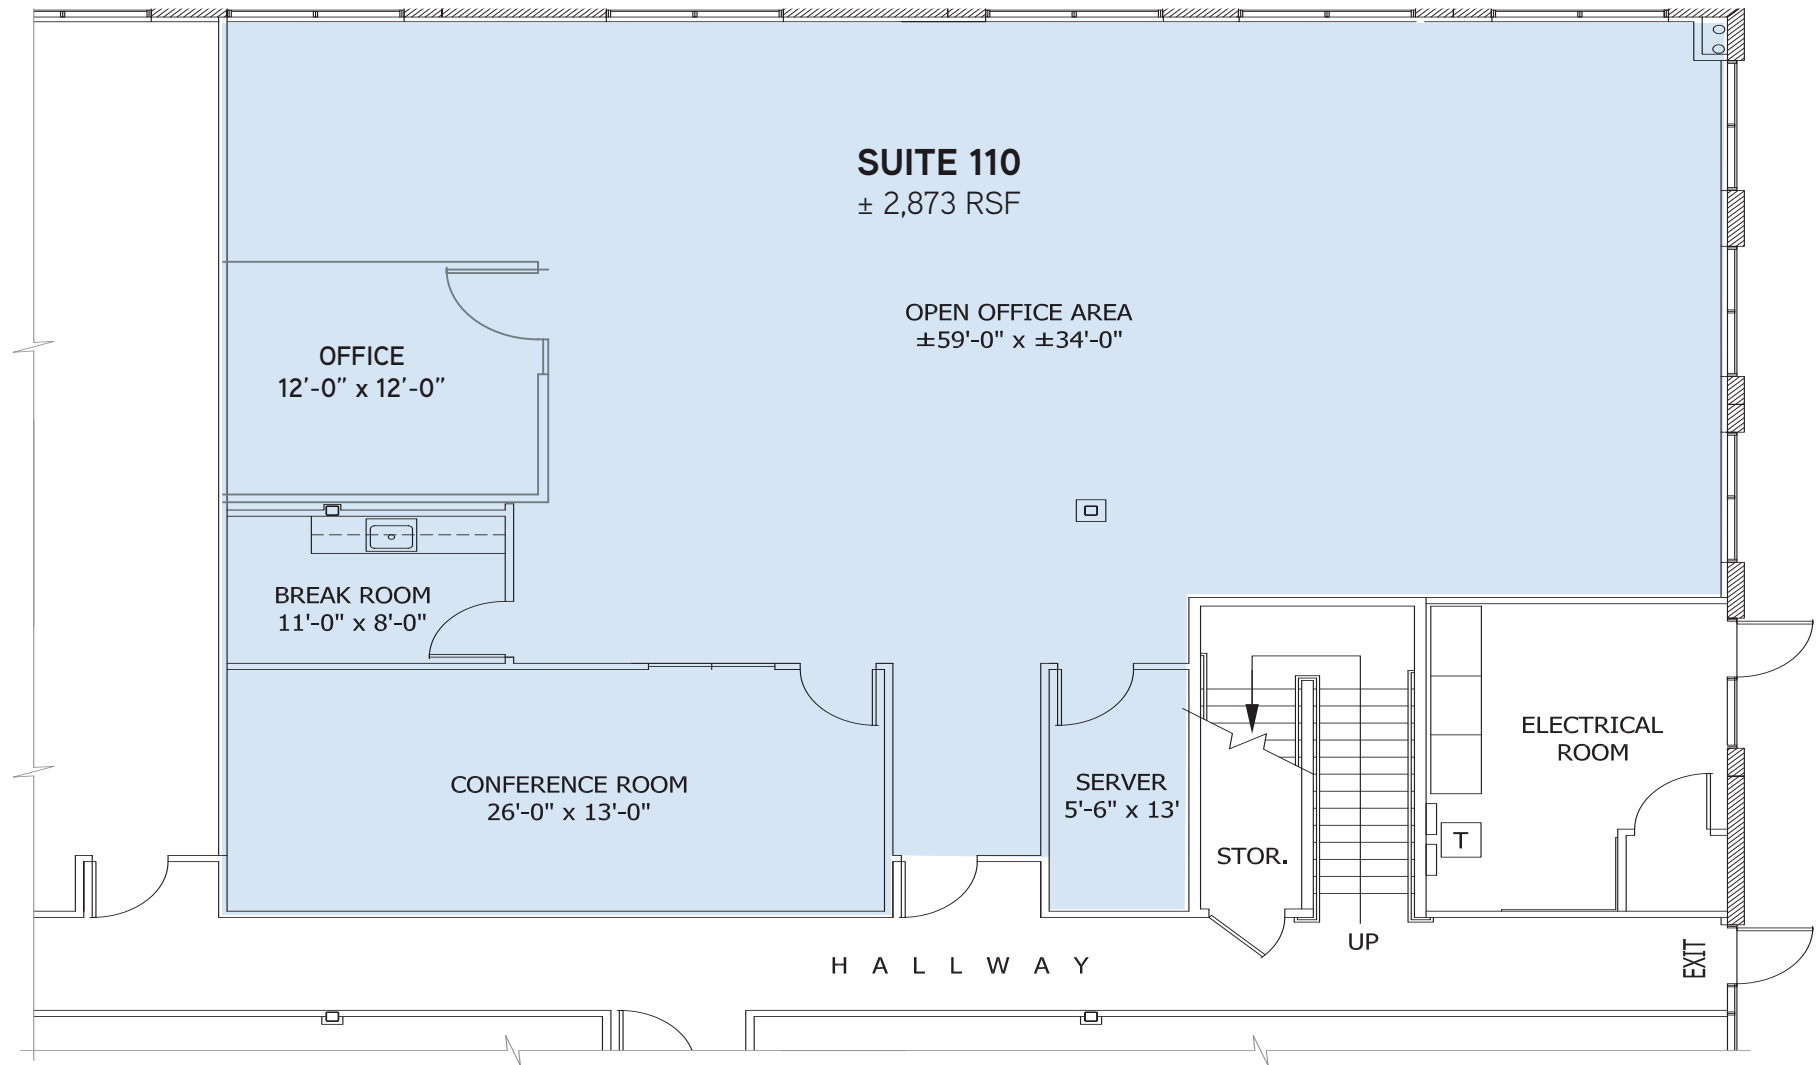 SUITE 110
± 2,873 RSF
OPEN OFFICE AREA
±59'-0" x ±34'-0"
OFFICE
12’-0” x 12’-0”
BREAK ROOM
11'-0" x 8'-0"
CONFERENCE ROOM
26'-0" x 13'-0"
SERVER
5'-6" x 13'
STOR.
UP
ELECTRICAL
ROOM
T
HALLWAY
EXIT